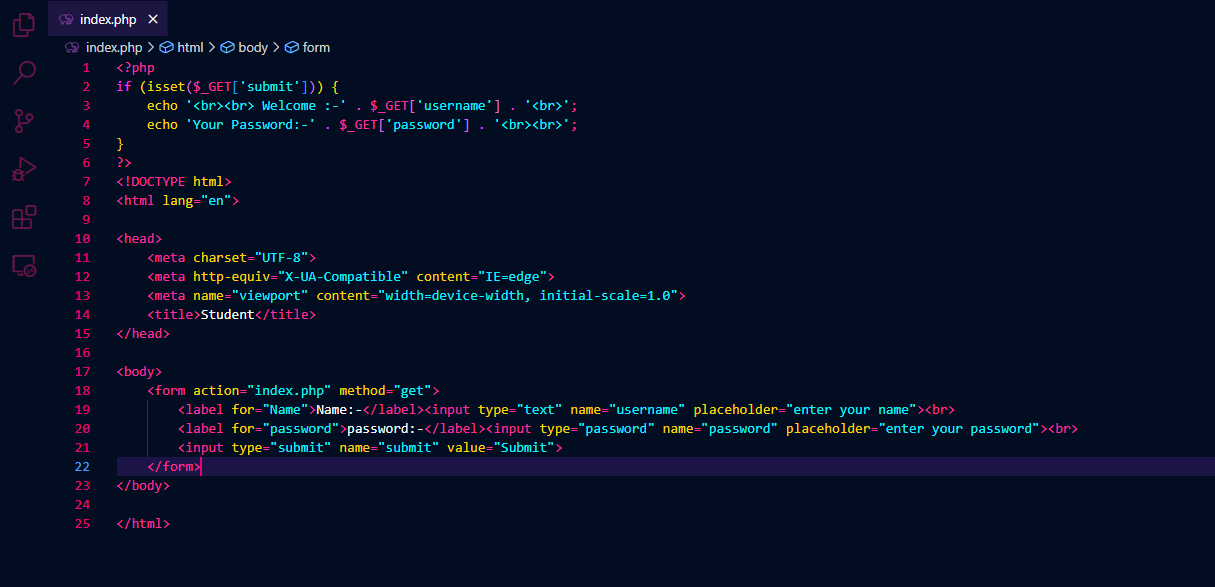 index.php
index.php > html > body > form
1 <?php
2 if (isset($_GET['submit'])) {
3     echo '<br><br> Welcome :-' . $_GET['username'] . '<br>';
4     echo 'Your Password:-' . $_GET['password'] . '<br><br>';
5 }
6 ?>
7 <!DOCTYPE html>
8 <html lang="en">
9
10 <head>
11     <meta charset="UTF-8">
12     <meta http-equiv="X-UA-Compatible" content="IE=edge">
13     <meta name="viewport" content="width=device-width, initial-scale=1.0">
14     <title>Student</title>
15 </head>
16
17 <body>
18     <form action="index.php" method="get">
19         <label for="Name">Name:-</label><input type="text" name="username" placeholder="enter your name"><br>
20         <label for="password">password:-</label><input type="password" name="password" placeholder="enter your password"><br>
21         <input type="submit" name="submit" value="Submit">
22     </form>
23 </body>
24
25 </html>